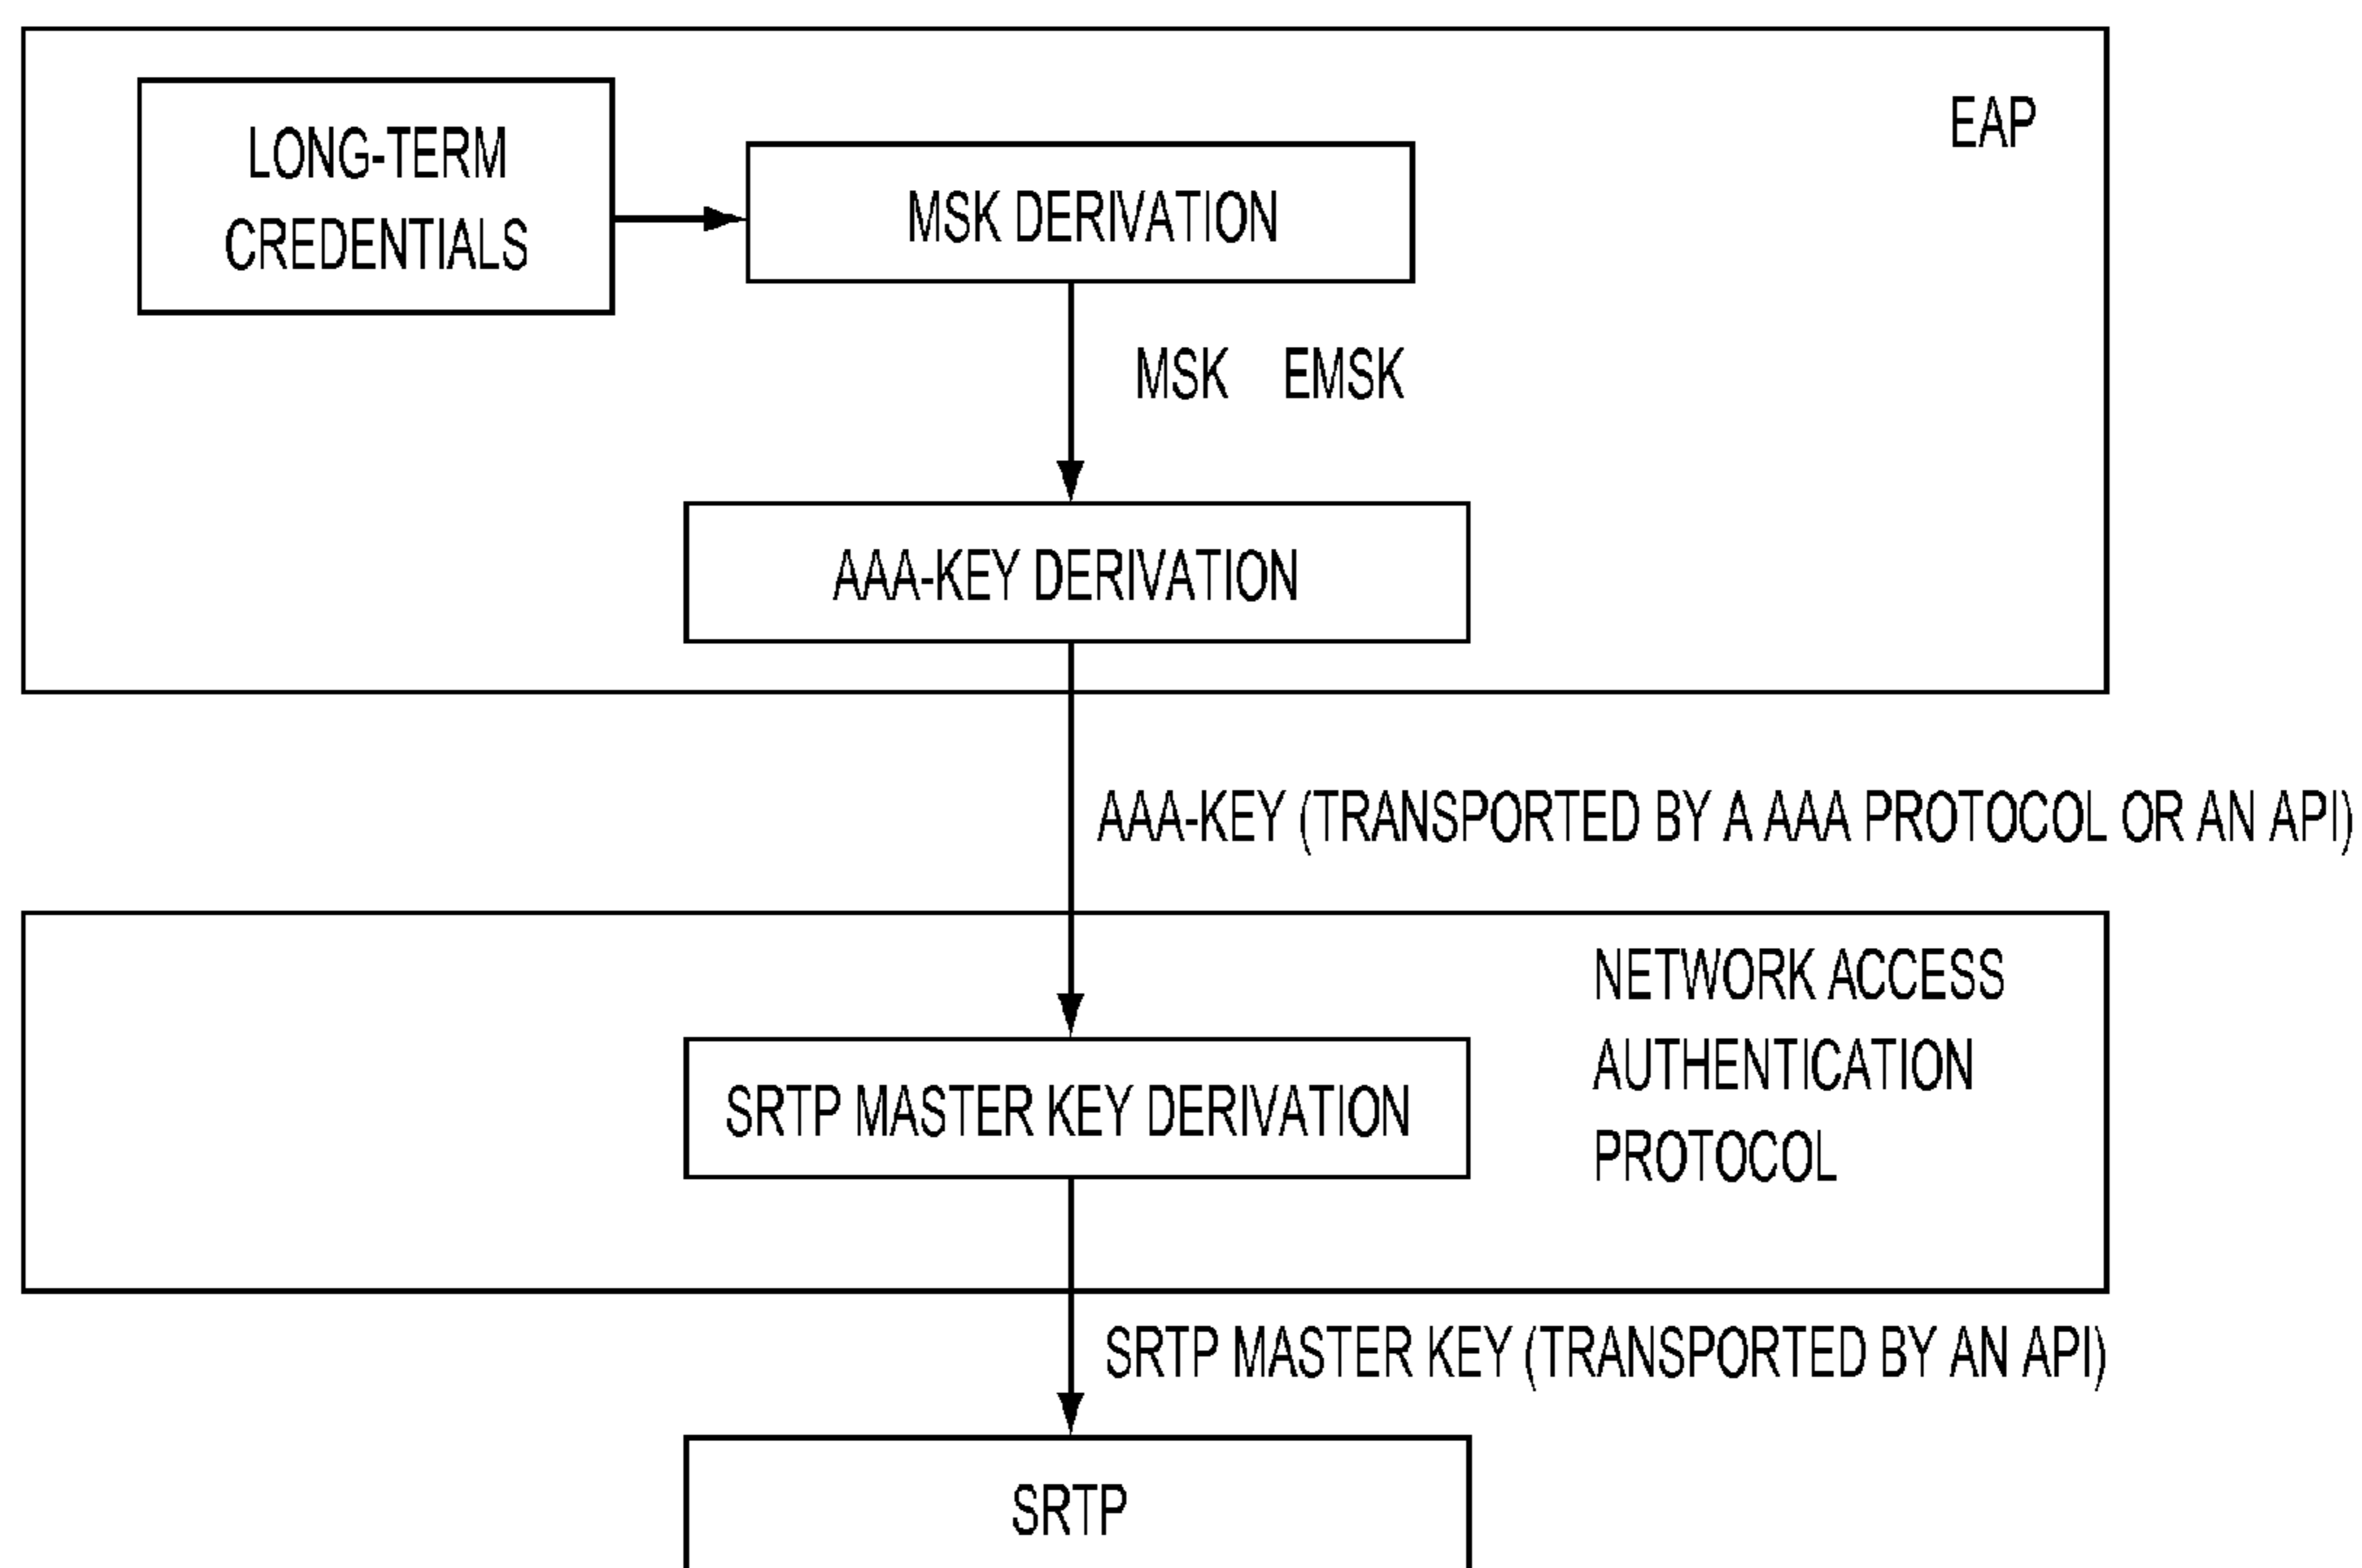 EAP
LONG-TERM
CREDENTIALS
MSK DERIVATION
MSK EMSK
AAA-KEY DERIVATION
AAA-KEY (TRANSPORTED BY A AAA PROTOCOL OR AN API)
NETWORK ACCESS
AUTHENTICATION
PROTOCOL
SRTP MASTER KEY DERIVATION
SRTP MASTER KEY (TRANSPORTED BY AN API)
SRTP